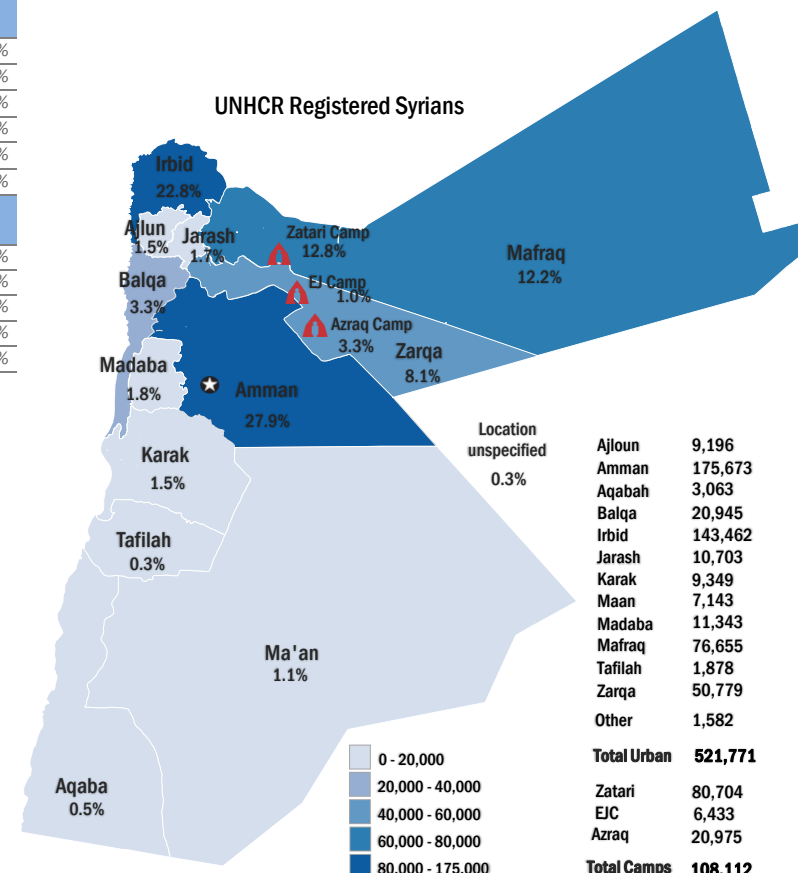 %
%
%
%
%
%
%
%
%
%
%
UNHCR Registered Syrians
Irbid
22.8%
Ajlun
1.5%
Jarash
1.7%
Zatari Camp
12.8%
Mafraq
12.2%
EJ Camp
1.0%
Balqa
3.3%
Azraq Camp
3.3%
Zarqa
8.1%
Madaba
1.8%
Amman
27.9%
Karak
1.5%
Location
unspecified
0.3%
Tafilah
0.3%
Ma'an
1.1%
Aqaba
0.5%
0 - 20,000
20,000 - 40,000
40,000 - 60,000
60,000 - 80,000
80,000 - 175,000
Ajloun 9,196
Amman 175,673
Aqabah 3,063
Balqa 20,945
Irbid 143,462
Jarash 10,703
Karak 9,349
Maan 7,143
Madaba 11,343
Mafraq 76,655
Tafilah 1,878
Zarqa 50,779
Other 1,582
Total Urban 521,771
Zatari 80,704
EJC 6,433
Azraq 20,975
Total Camps 108,112